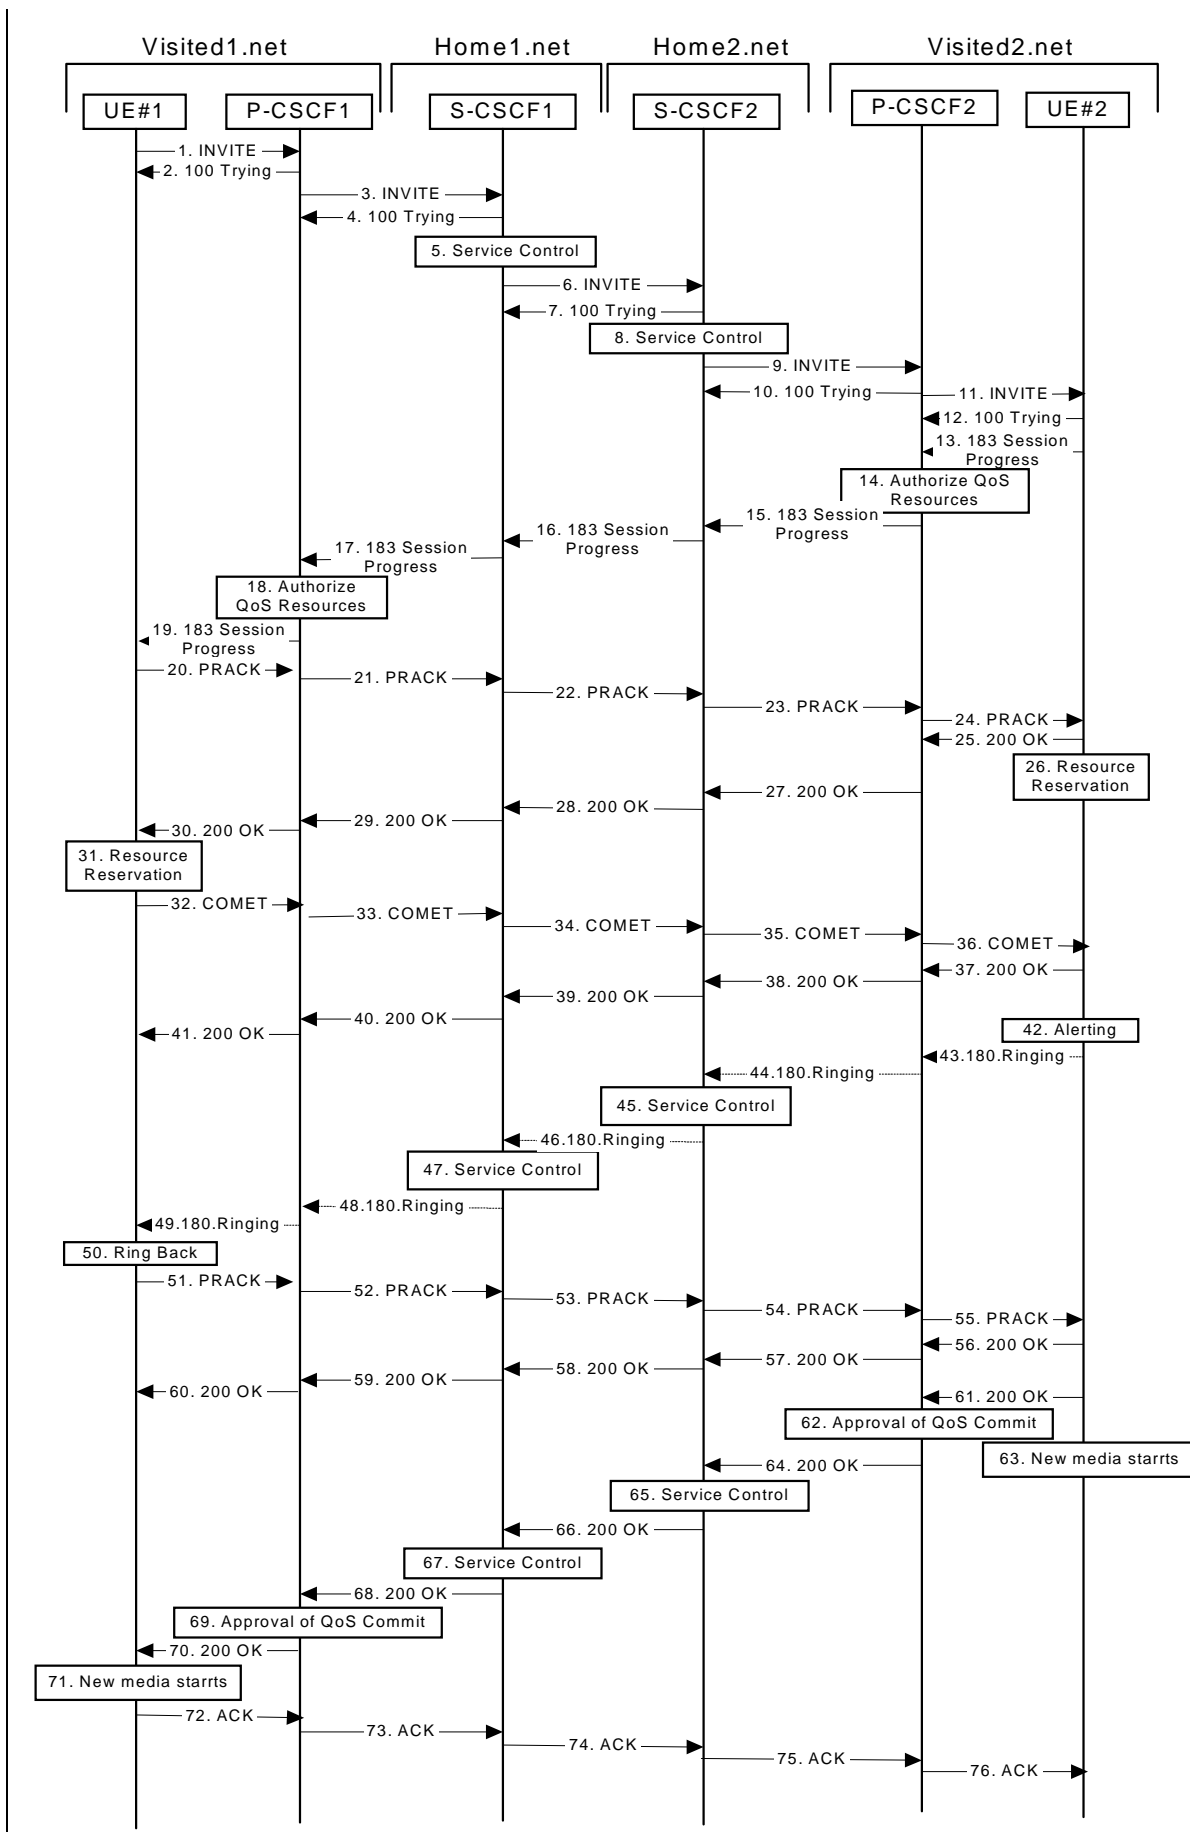 Visited1.net
Home1.net
Home2.net
Visited2.net
UE#1
P-CSCF1
S-CSCF1
S-CSCF2
P-CSCF2
UE#2
1. INVITE
2. 100 Trying
3. INVITE
4. 100 Trying
5. Service Control
6. INVITE
7. 100 Trying
8. Service Control
9. INVITE
10. 100 Trying
11. INVITE
12. 100 Trying
13. 183 Session
Progress
14. Authorize QoS
Resources
15. 183 Session
Progress
16. 183 Session
Progress
17. 183 Session
Progress
18. Authorize
QoS Resources
19. 183 Session
Progress
20. PRACK
21. PRACK
22. PRACK
23. PRACK
24. PRACK
25. 200 OK
26. Resource
Reservation
27. 200 OK
28. 200 OK
29. 200 OK
30. 200 OK
31. Resource
Reservation
32. COMET
33. COMET
34. COMET
35. COMET
36. COMET
37. 200 OK
38. 200 OK
39. 200 OK
40. 200 OK
41. 200 OK
42. Alerting
43.180.Ringing
44.180.Ringing
45. Service Control
46.180.Ringing
47. Service Control
48.180.Ringing
49.180.Ringing
50. Ring Back
51. PRACK
52. PRACK
53. PRACK
54. PRACK
55. PRACK
56. 200 OK
57. 200 OK
58. 200 OK
59. 200 OK
60. 200 OK
61. 200 OK
62. Approval of QoS Commit
63. New media starrts
64. 200 OK
65. Service Control
66. 200 OK
67. Service Control
68. 200 OK
69. Approval of QoS Commit
70. 200 OK
71. New media starrts
72. ACK
73. ACK
74. ACK
75. ACK
76. ACK